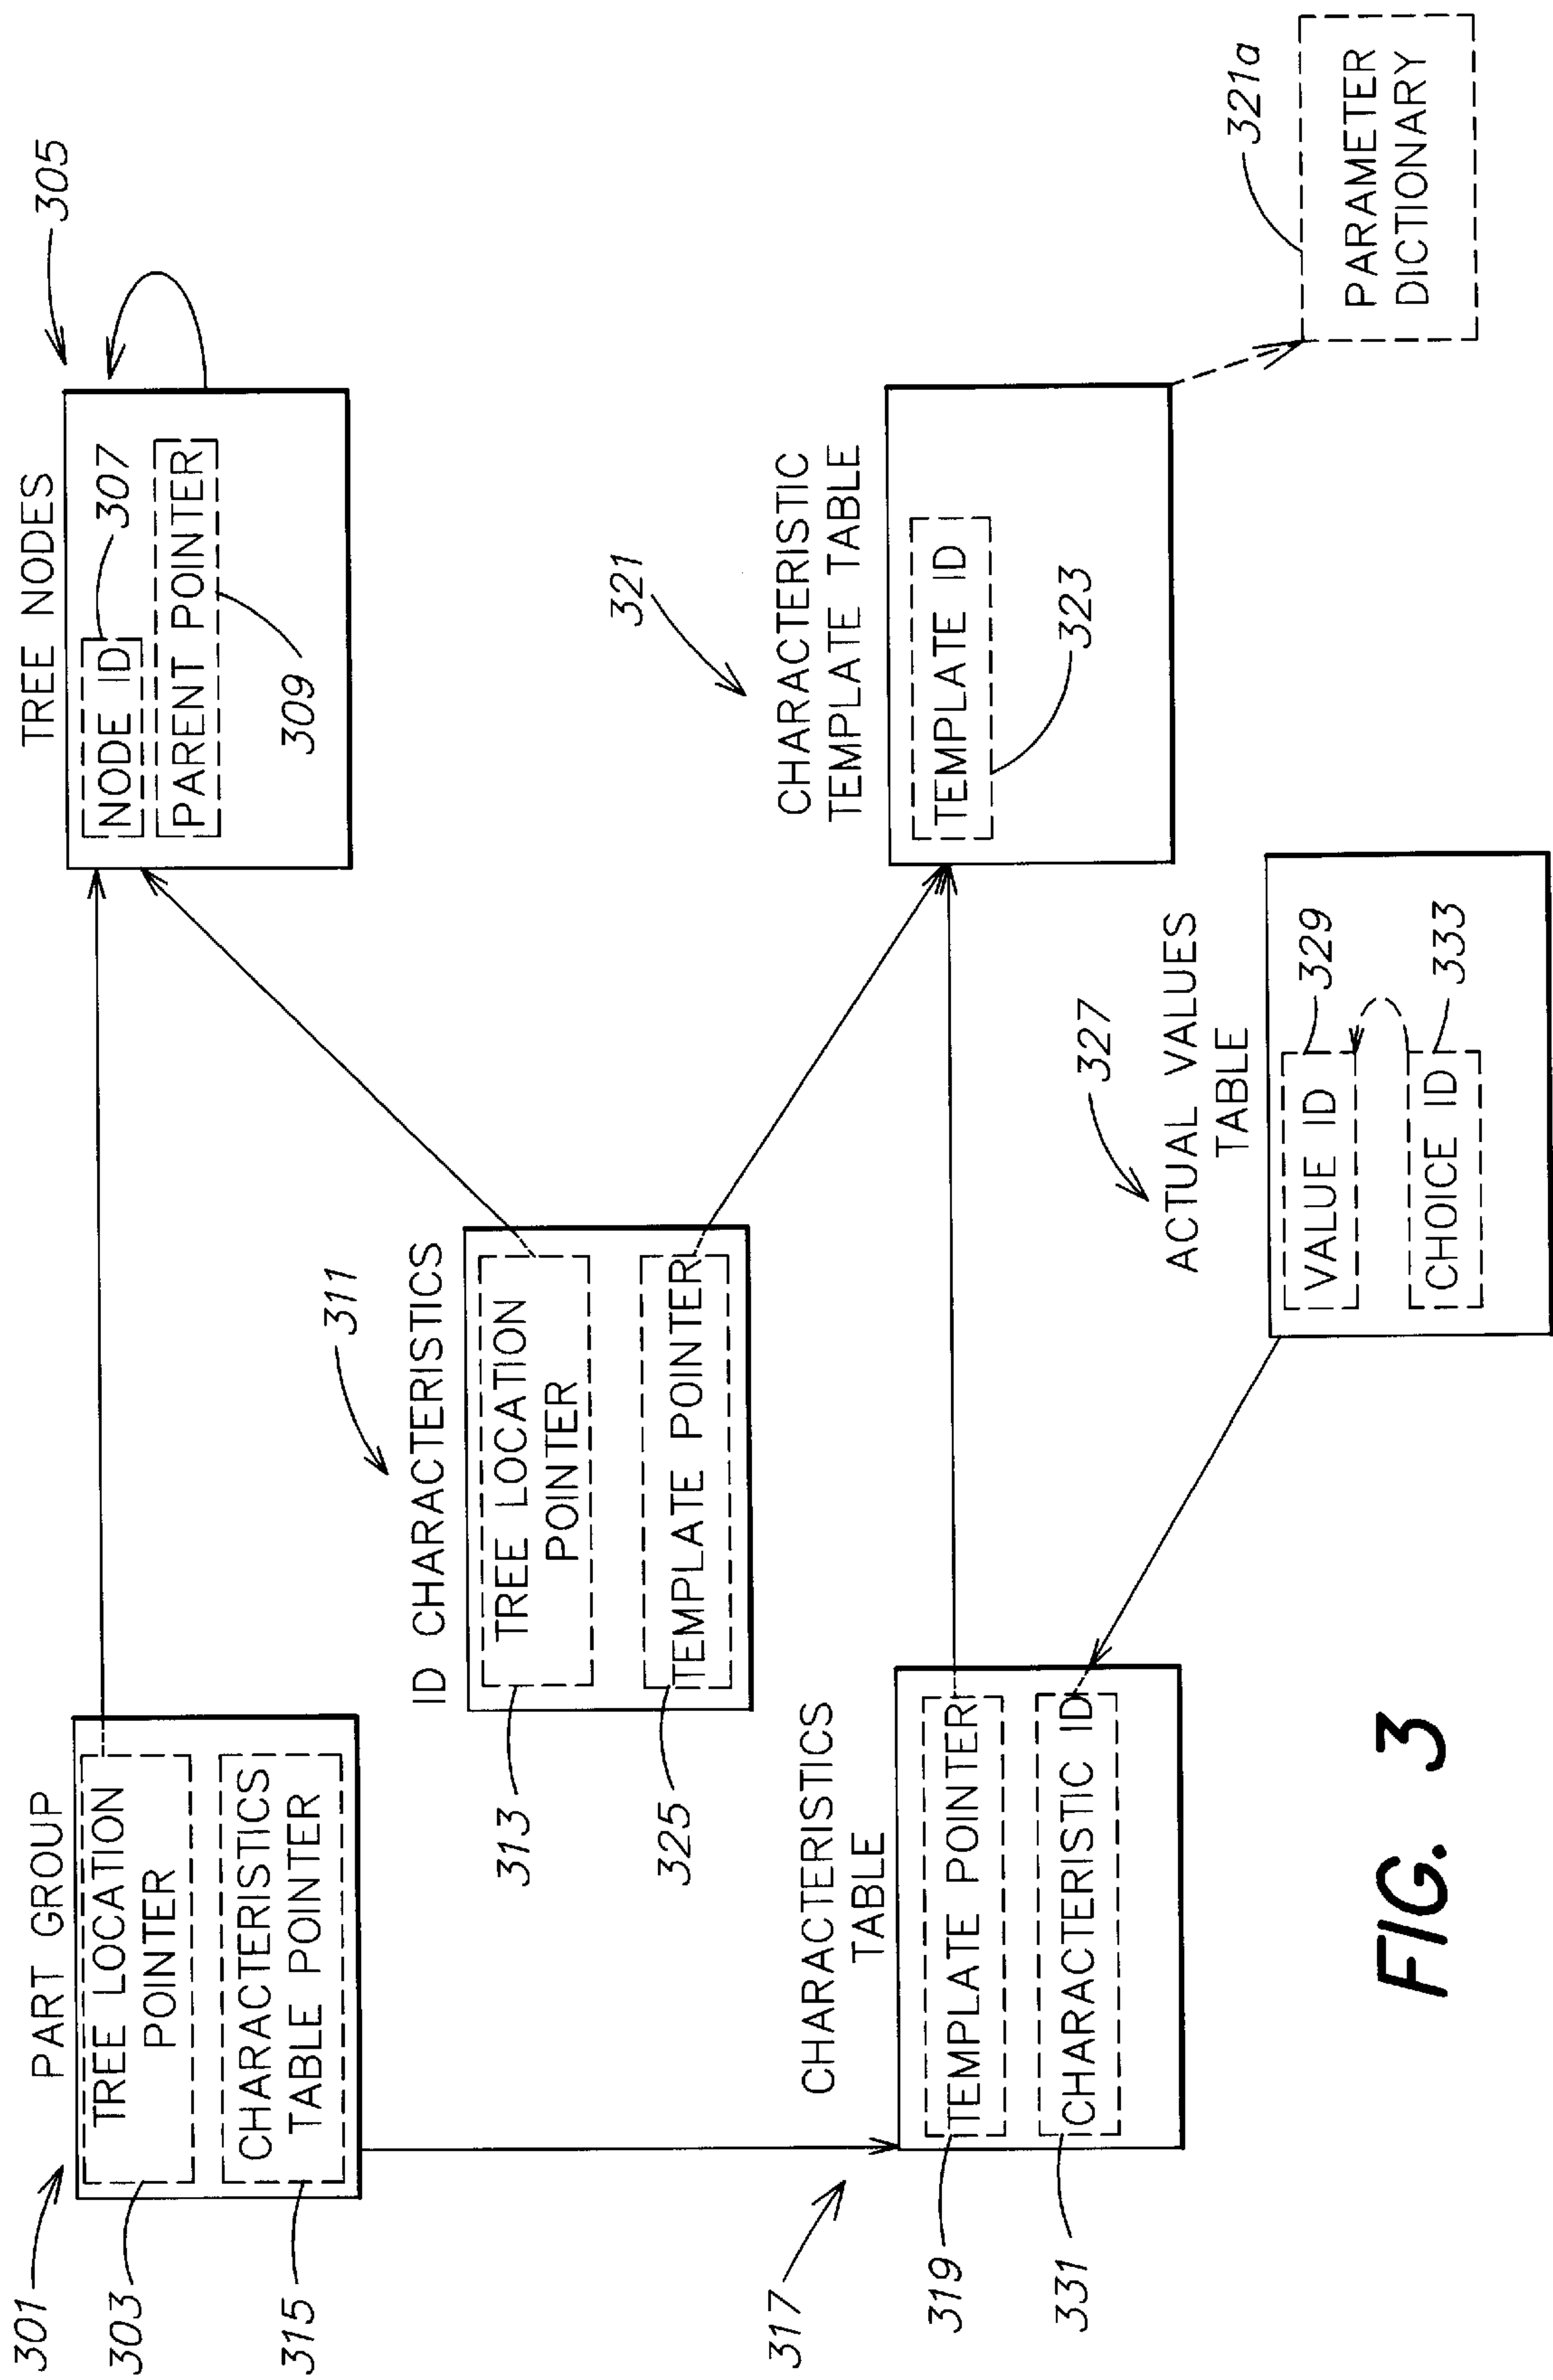 301
PART GROUP
303
TREE LOCATION
POINTER
315
CHARACTERISTICS
TABLE POINTER
TREE NODES
305
NODE ID
307
PARENT POINTER
309
311
ID CHARACTERISTICS
313
TREE LOCATION
POINTER
325
TEMPLATE POINTER
317
CHARACTERISTICS
TABLE
319
TEMPLATE POINTER
331
CHARACTERISTIC ID
321
CHARACTERISTIC
TEMPLATE TABLE
TEMPLATE ID
323
327
ACTUAL VALUES
TABLE
VALUE ID
329
CHOICE ID
333
321a
PARAMETER
DICTIONARY
FIG. 3